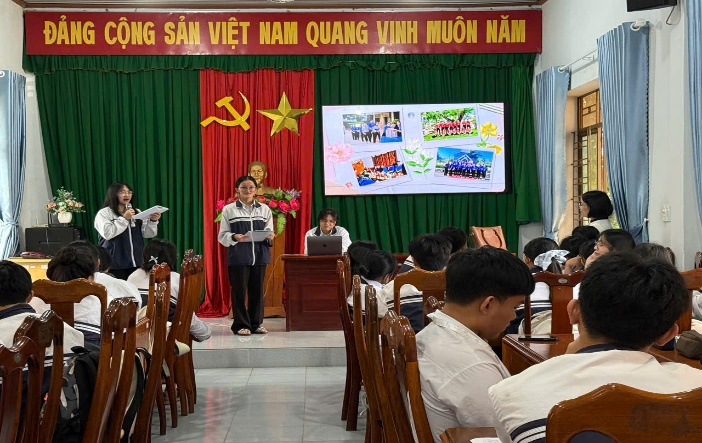 ĐẢNG CỘNG SẢN VIỆT NAM QUANG VINH MUÔN NĂM